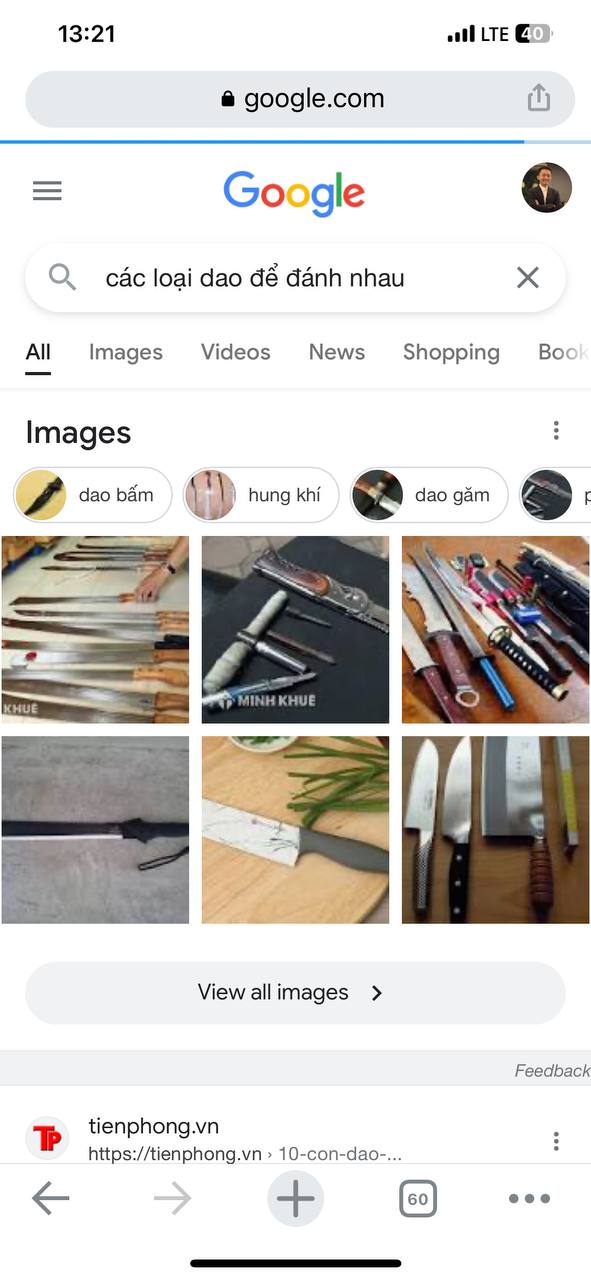 13:21
LTE 40
google.com
Google
các loại dao để đánh nhau
All Images Videos News Shopping Book
Images
dao bấm hung khí dao găm p
KHUÊ
MINH KHUÊ
View all images
Feedback
TP
tienphong.vn
https://tienphong.vn › 10-con-dao-...
60